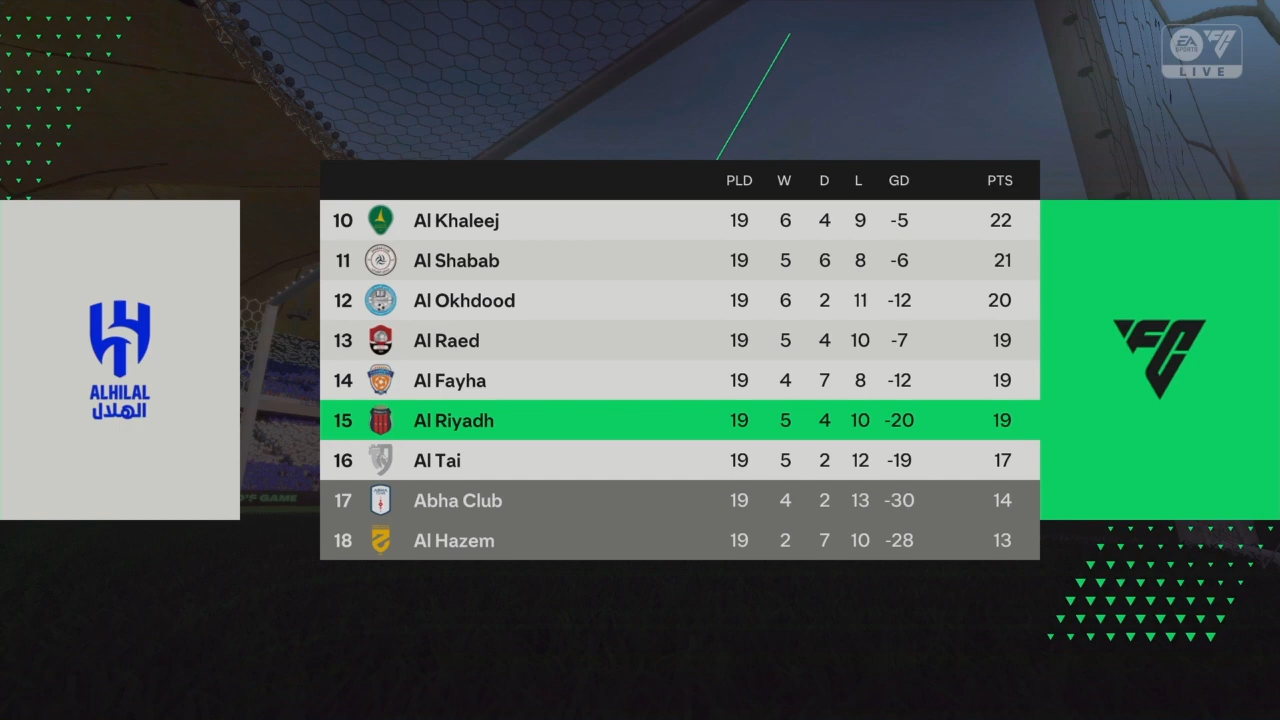 EA
SPORTS
FC
LIVE
PLD W D L GD PTS
10 Al Khaleej 19 6 4 9 -5 22
11 Al Shabab 19 5 6 8 -6 21
12 Al Okhdood 19 6 2 11 -12 20
13 Al Raed 19 5 4 10 -7 19
14 Al Fayha 19 4 7 8 -12 19
15 Al Riyadh 19 5 4 10 -20 19
16 Al Tai 19 5 2 12 -19 17
17 Abha Club 19 4 2 13 -30 14
18 Al Hazem 19 2 7 10 -28 13
ALHILAL
الهلال
FC
GAME